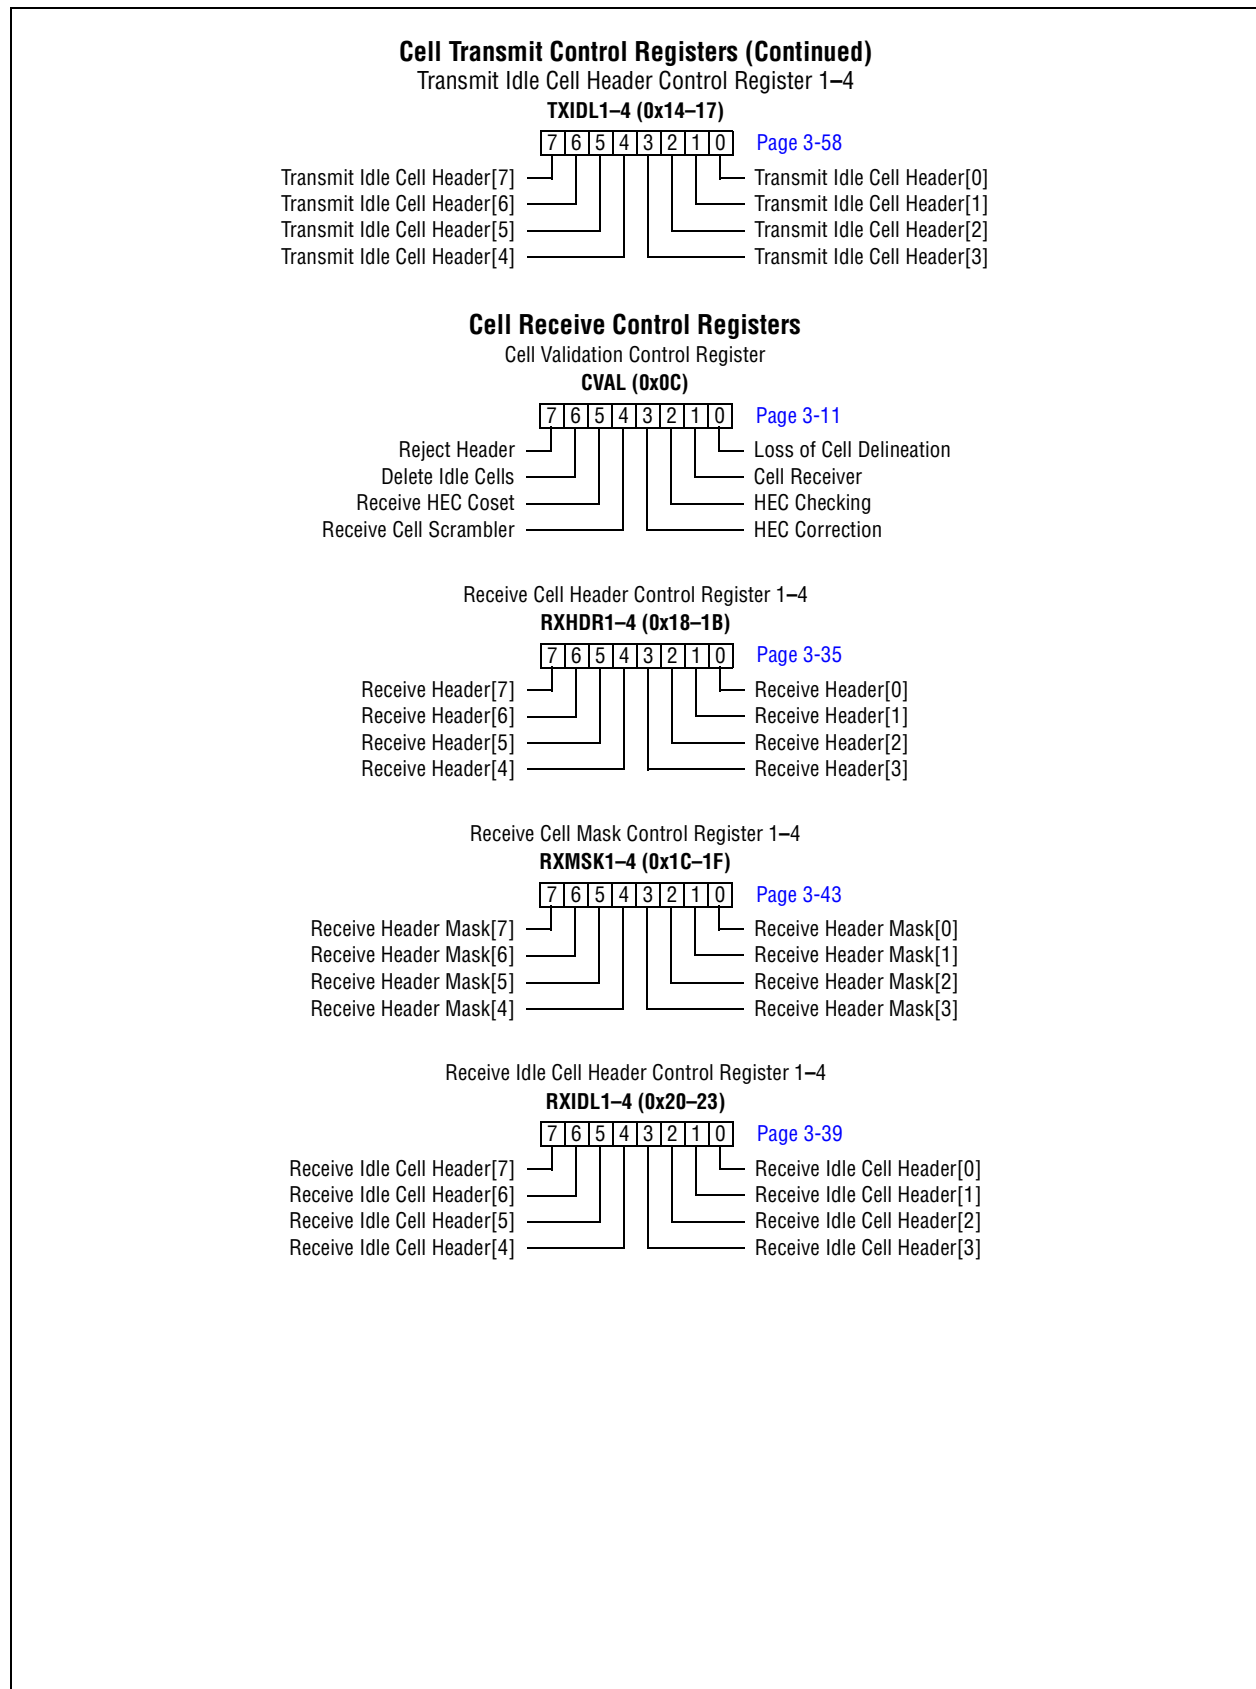 Cell Transmit Control Registers (Continued)
Transmit Idle Cell Header Control Register 1–4
TXIDL1–4 (0x14–17)
7 6 5 4 3 2 1 0 Page 3-58
Transmit Idle Cell Header[7] Transmit Idle Cell Header[0]
Transmit Idle Cell Header[6] Transmit Idle Cell Header[1]
Transmit Idle Cell Header[5] Transmit Idle Cell Header[2]
Transmit Idle Cell Header[4] Transmit Idle Cell Header[3]
Cell Receive Control Registers
Cell Validation Control Register
CVAL (0x0C)
7 6 5 4 3 2 1 0 Page 3-11
Reject Header Loss of Cell Delineation
Delete Idle Cells Cell Receiver
Receive HEC Coset HEC Checking
Receive Cell Scrambler HEC Correction
Receive Cell Header Control Register 1–4
RXHDR1–4 (0x18–1B)
7 6 5 4 3 2 1 0 Page 3-35
Receive Header[7] Receive Header[0]
Receive Header[6] Receive Header[1]
Receive Header[5] Receive Header[2]
Receive Header[4] Receive Header[3]
Receive Cell Mask Control Register 1–4
RXMSK1–4 (0x1C–1F)
7 6 5 4 3 2 1 0 Page 3-43
Receive Header Mask[7] Receive Header Mask[0]
Receive Header Mask[6] Receive Header Mask[1]
Receive Header Mask[5] Receive Header Mask[2]
Receive Header Mask[4] Receive Header Mask[3]
Receive Idle Cell Header Control Register 1–4
RXIDL1–4 (0x20–23)
7 6 5 4 3 2 1 0 Page 3-39
Receive Idle Cell Header[7] Receive Idle Cell Header[0]
Receive Idle Cell Header[6] Receive Idle Cell Header[1]
Receive Idle Cell Header[5] Receive Idle Cell Header[2]
Receive Idle Cell Header[4] Receive Idle Cell Header[3]